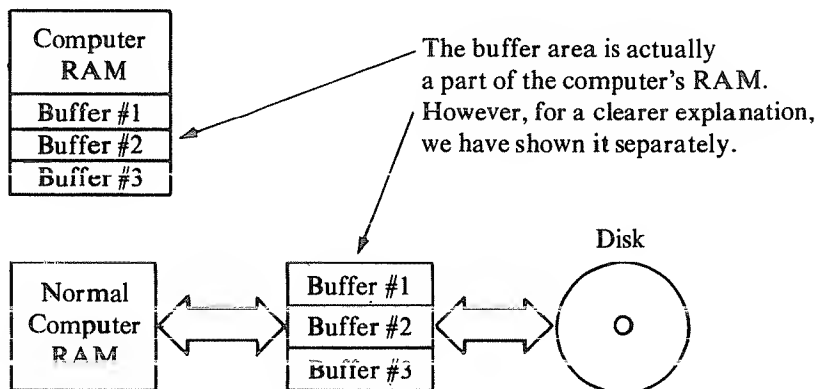 Computer
RAM
Buffer #1
Buffer #2
Buffer #3
The buffer area is actually
a part of the computer's RAM.
However, for a clearer explanation,
we have shown it separately.
Disk
Normal
Computer
RAM
Buffer #1
Buffer #2
Buffer #3